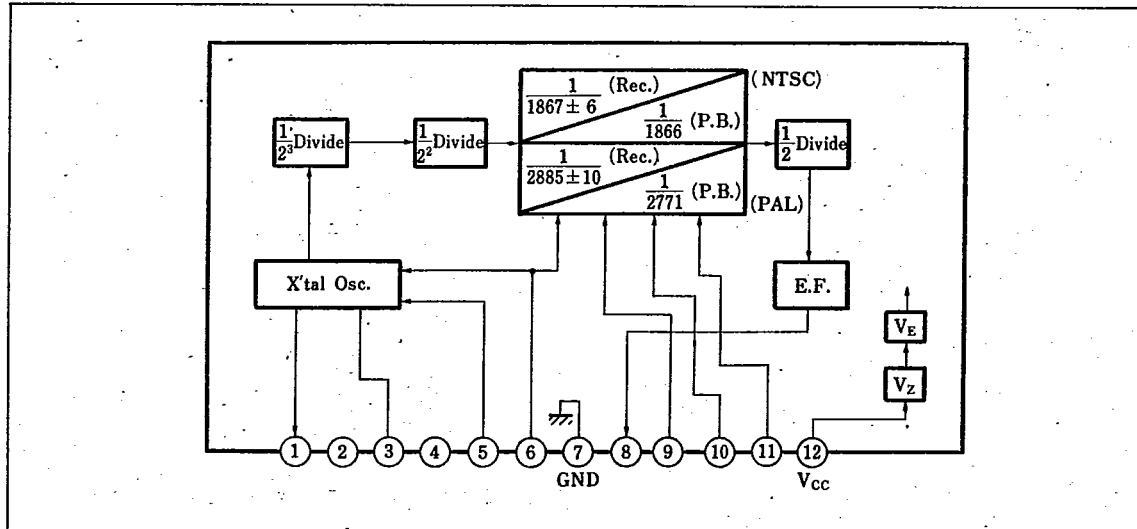 1/1867± 6 (Rec.)
(NTSC)
1/1866 (P.B.)
1/2³ Divide
1/2² Divide
1/2 Divide
1/2885±10 (Rec.)
1/2771 (P.B.)
(PAL)
X'tal Osc.
E.F.
V_E
V_Z
1 2 3 4 5 6 7 8 9 10 11 12
GND
Vcc